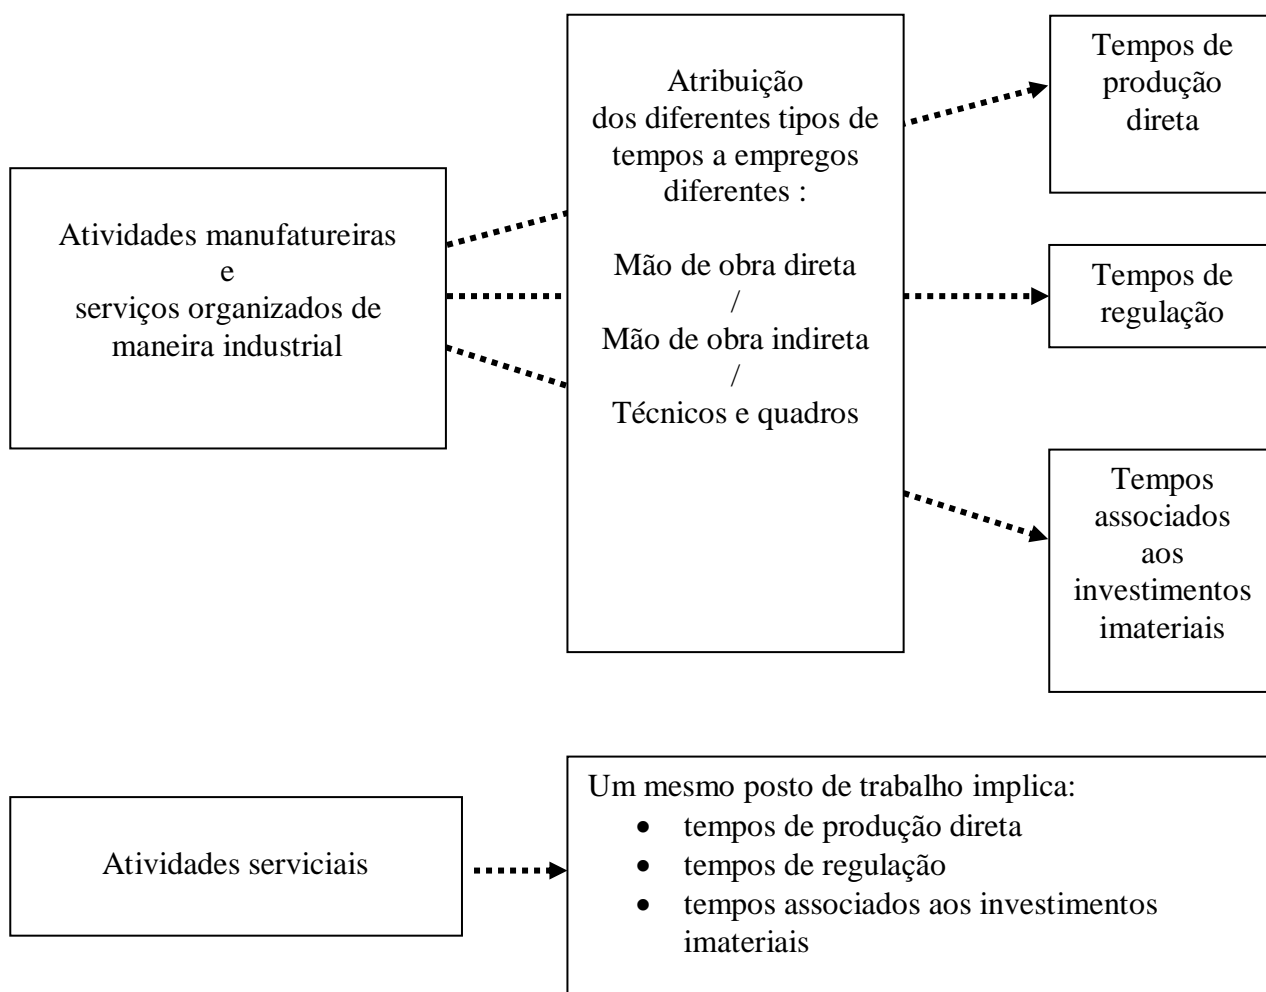 Atividades manufatureiras
e
serviços organizados de
maneira industrial
Atribuição
dos diferentes tipos de
tempos a empregos
diferentes :
Mão de obra direta
/
Mão de obra indireta
/
Técnicos e quadros
Tempos de
produção
direta
Tempos de
regulação
Tempos
associados
aos
investimentos
imateriais
Atividades serviciais
Um mesmo posto de trabalho implica:
• tempos de produção direta
• tempos de regulação
• tempos associados aos investimentos
imateriais